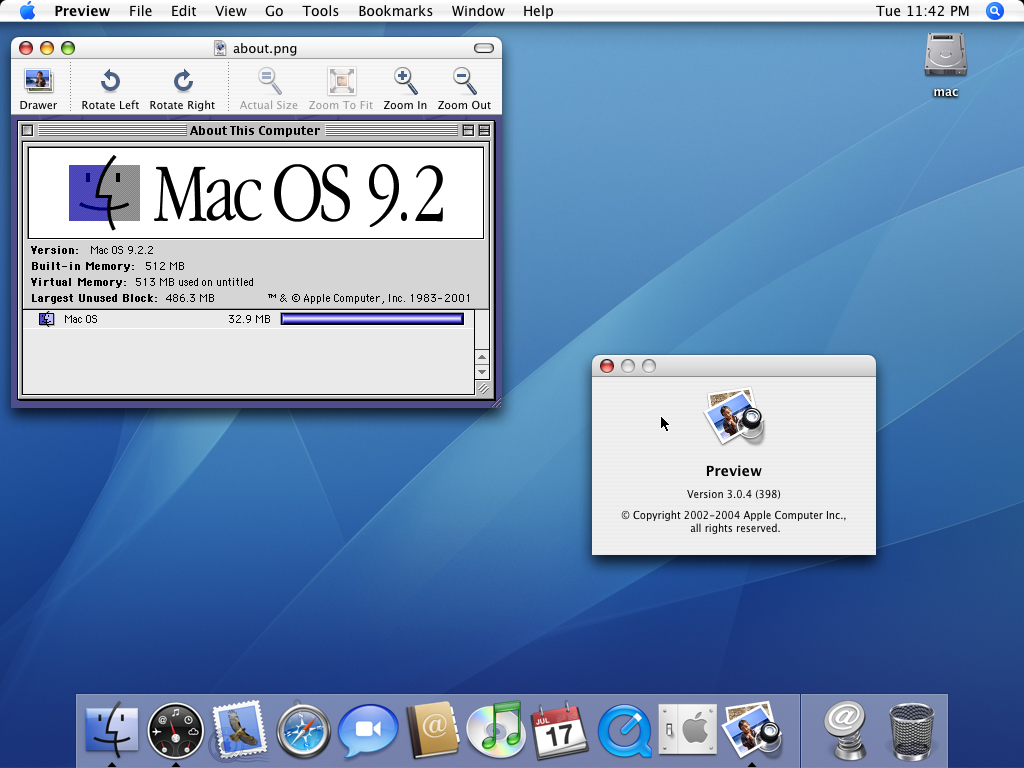 Preview File Edit View Go Tools Bookmarks Window Help Tue 11:42 PM
about.png
Drawer Rotate Left Rotate Right Actual Size Zoom To Fit Zoom In Zoom Out
mac
About This Computer
Mac OS 9.2
Version: Mac OS 9.2.2
Built-in Memory: 512 MB
Virtual Memory: 513 MB used on untitled
Largest Unused Block: 486.3 MB ™ & © Apple Computer, Inc. 1983-2001
Mac OS 32.9 MB
Preview
Version 3.0.4 (398)
© Copyright 2002-2004 Apple Computer Inc.,
all rights reserved.
@
@
JUL
17
@